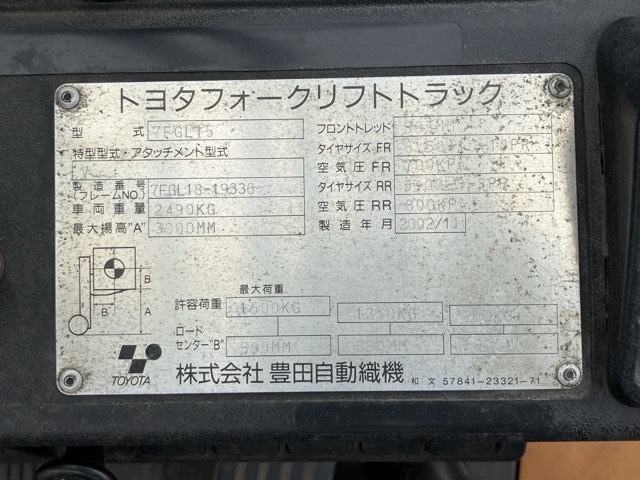 トヨタフォークリフトトラック
型式 7FGL15
特型型式・アタッチメント型式
V
製造番号 (フレームNO.) 7FGL18-19336
車両重量 2490KG
最大揚高"A" 3000MM
フロントトレッド
タイヤサイズ FR
空気圧 FR 700KPA
タイヤサイズ RR
空気圧 RR 800KPA
製造年月 2002/11
B
B
A
最大荷重
許容荷重 1500KG 1350KG
ロード
センター"B" 500MM
TOYOTA
株式会社 豊田自動織機
和文 57841-23321-71